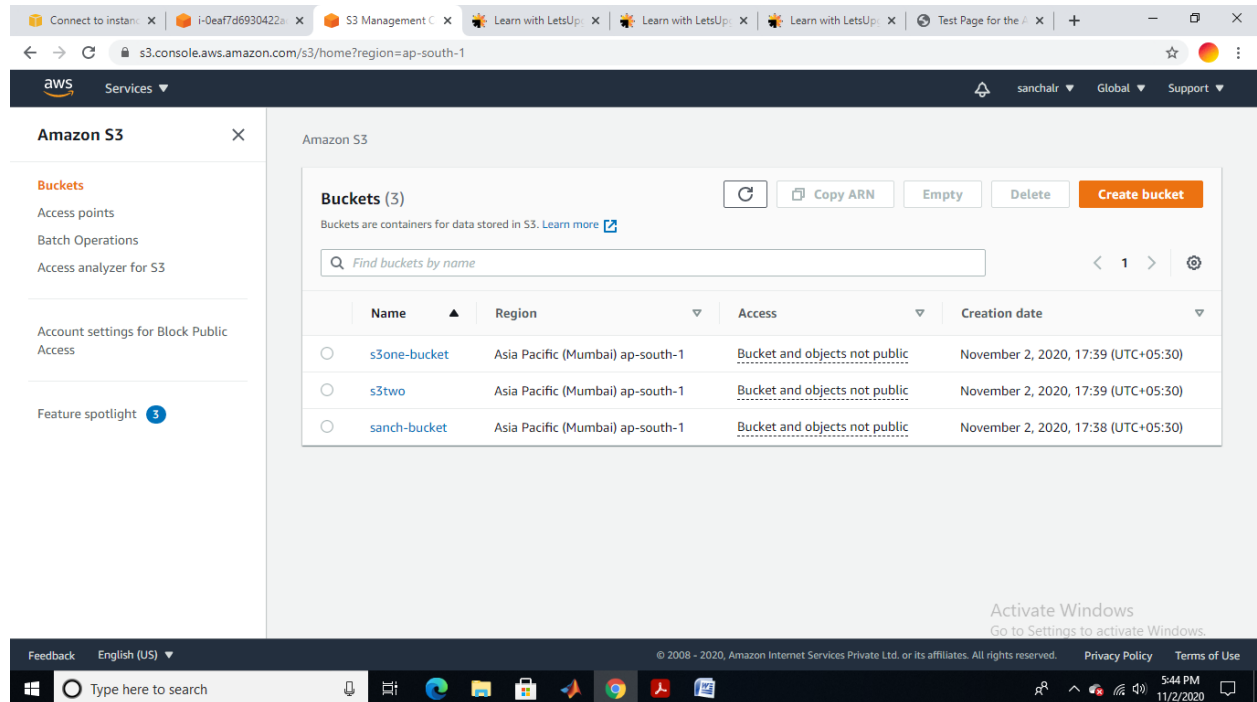 Connect to instanc
i-0eaf7d6930422a
S3 Management C
Learn with LetsUp
Learn with LetsUp
Learn with LetsUp
Test Page for the A
s3.console.aws.amazon.com/s3/home?region=ap-south-1
aws Services sanchalr Global Support
Amazon S3
Buckets
Access points
Batch Operations
Access analyzer for S3
Account settings for Block Public
Access
Feature spotlight 3
Amazon S3
Buckets (3) Copy ARN Empty Delete Create bucket
Buckets are containers for data stored in S3. Learn more
Find buckets by name 1
Name Region Access Creation date
s3one-bucket Asia Pacific (Mumbai) ap-south-1 Bucket and objects not public November 2, 2020, 17:39 (UTC+05:30)
s3two Asia Pacific (Mumbai) ap-south-1 Bucket and objects not public November 2, 2020, 17:39 (UTC+05:30)
sanch-bucket Asia Pacific (Mumbai) ap-south-1 Bucket and objects not public November 2, 2020, 17:38 (UTC+05:30)
Activate Windows
Go to Settings to activate Windows.
Feedback English (US) © 2008 - 2020, Amazon Internet Services Private Ltd. or its affiliates. All rights reserved. Privacy Policy Terms of Use
Type here to search
5:44 PM
11/2/2020